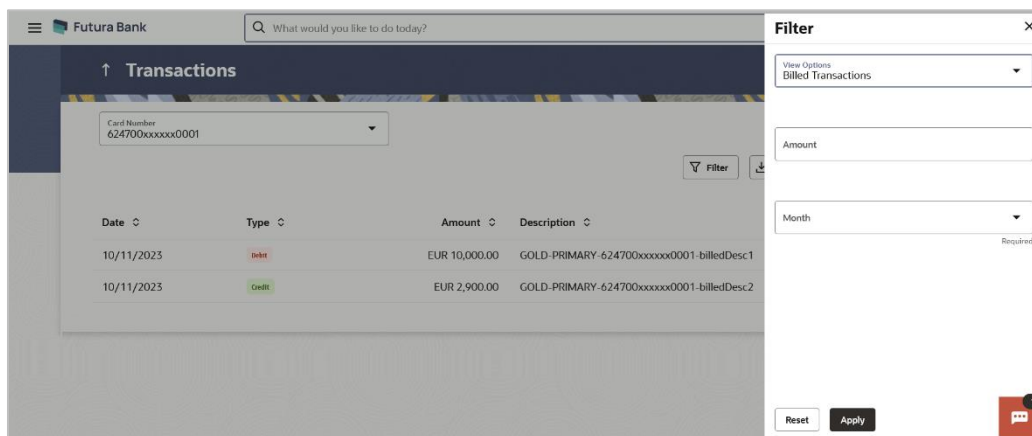 Futura Bank
What would you like to do today?
↑ Transactions
Card Number
624700xxxxxx0001
Filter
Date Type Amount Description
10/11/2023 Debit EUR 10,000.00 GOLD-PRIMARY-624700xxxxxx0001-billedDesc1
10/11/2023 Credit EUR 2,900.00 GOLD-PRIMARY-624700xxxxxx0001-billedDesc2
Filter
View Options
Billed Transactions
Amount
Month
Required
Reset Apply